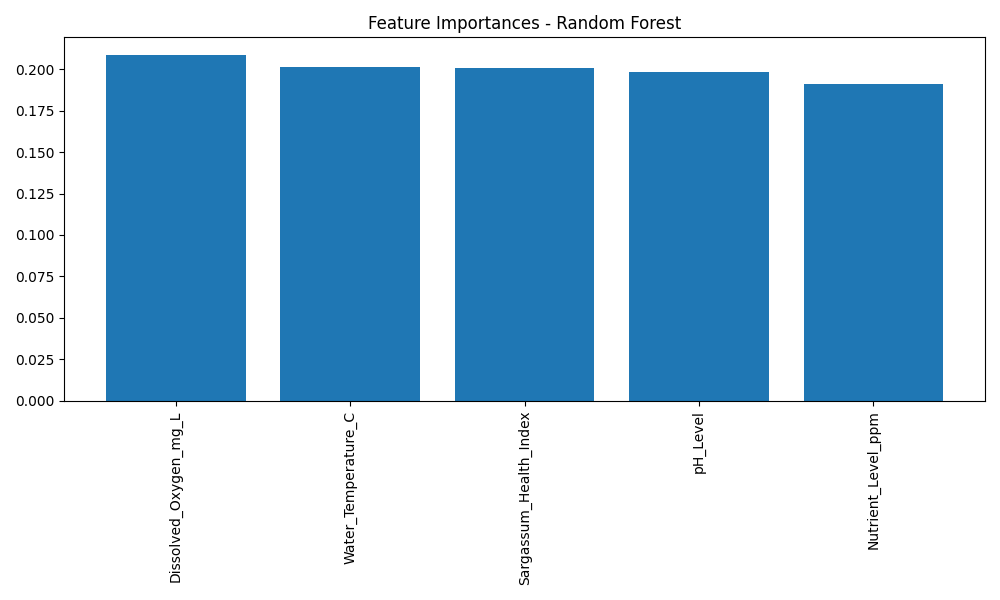 Feature Importances - Random Forest
0.200
0.175
0.150
0.125
0.100
0.075
0.050
0.025
0.000
Dissolved_Oxygen_mg_L
Water_Temperature_C
Sargassum_Health_Index
pH_Level
Nutrient_Level_ppm